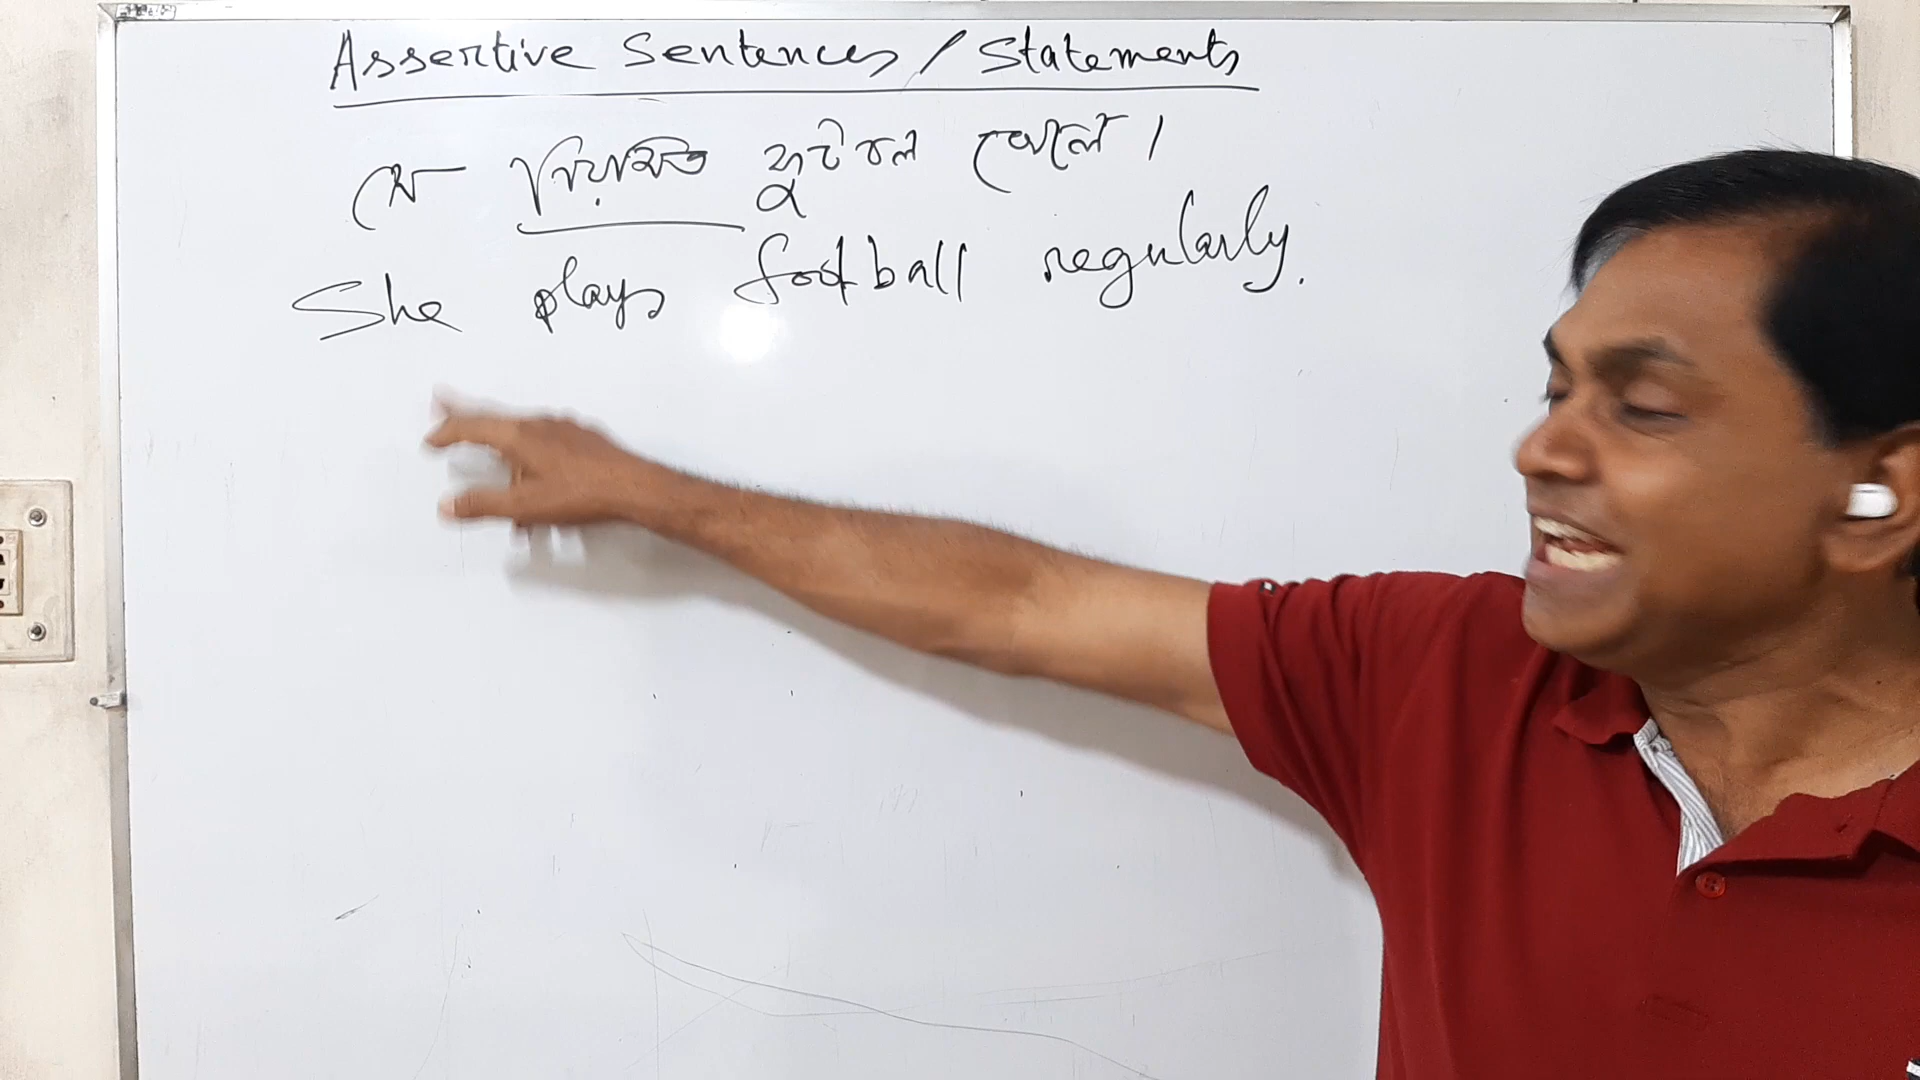 Assertive Sentences / Statements
সে নিয়মিত ফুটবল খেলে।
She plays football regularly.